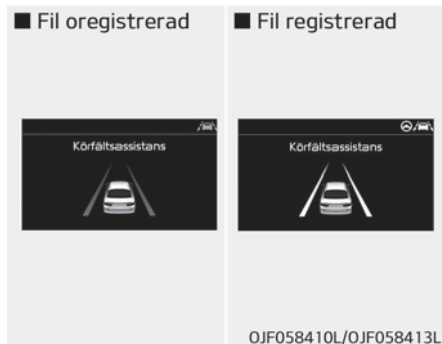 ■ Fil oregistrerad
■ Fil registrerad
Körfältsassistans
Körfältsassistans
OJF058410L/OJF058413L